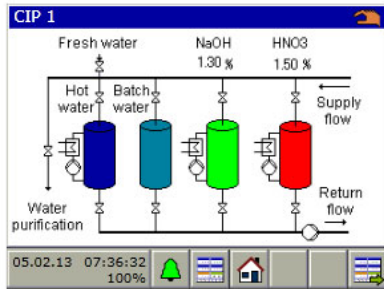 CIP 1
Fresh water
NaOH
HNO3
1.30 %
1.50 %
Hot water
Batch water
Supply flow
Water purification
Return flow
05.02.13 07:36:32
100%